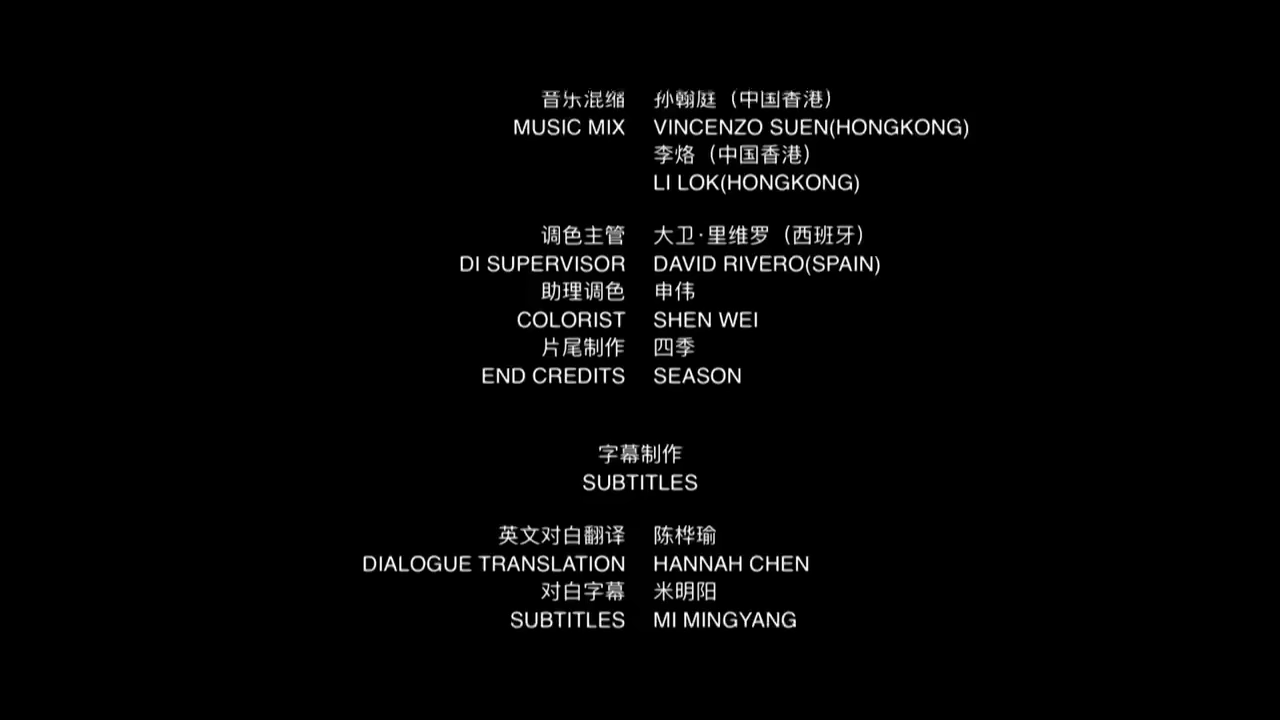 音乐混缩 孙翰庭（中国香港）
MUSIC MIX VINCENZO SUEN(HONGKONG)
李烙（中国香港）
LI LOK(HONGKONG)
调色主管 大卫·里维罗（西班牙）
DI SUPERVISOR DAVID RIVERO(SPAIN)
助理调色 申伟
COLORIST SHEN WEI
片尾制作 四季
END CREDITS SEASON
字幕制作
SUBTITLES
英文对白翻译 陈桦瑜
DIALOGUE TRANSLATION HANNAH CHEN
对白字幕 米明阳
SUBTITLES MI MINGYANG